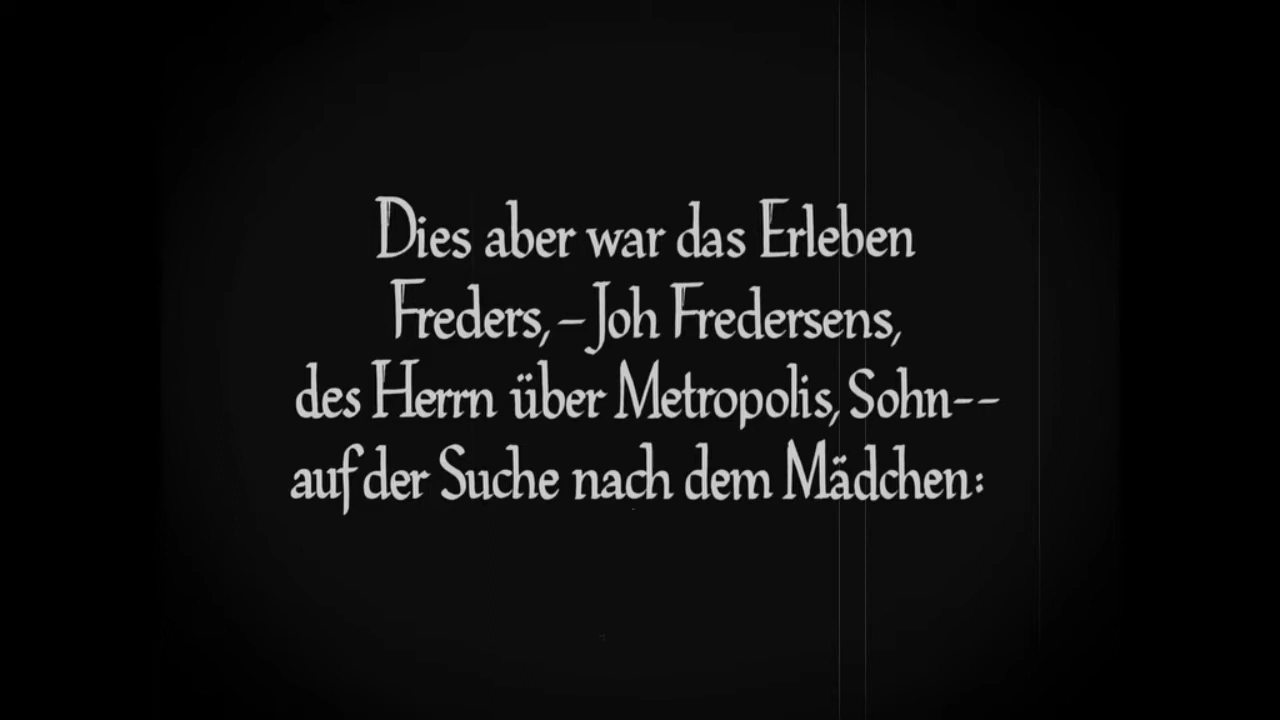 Dies aber war das Erleben
Freders,–Joh Fredersens,
des Herrn über Metropolis, Sohn--
auf der Suche nach dem Mädchen: